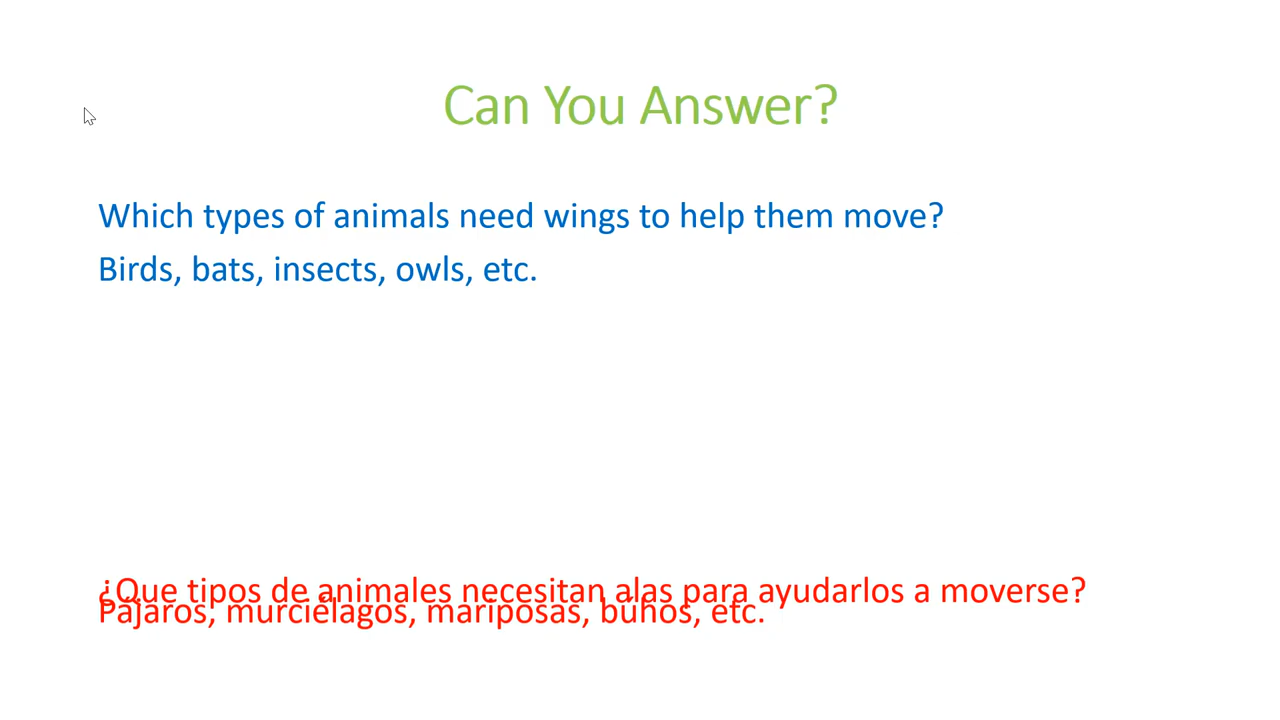 Can You Answer?
Which types of animals need wings to help them move?
Birds, bats, insects, owls, etc.
¿Que tipos de animales necesitan alas para ayudarlos a moverse?
Pájaros, murciélagos, mariposas, búhos, etc.